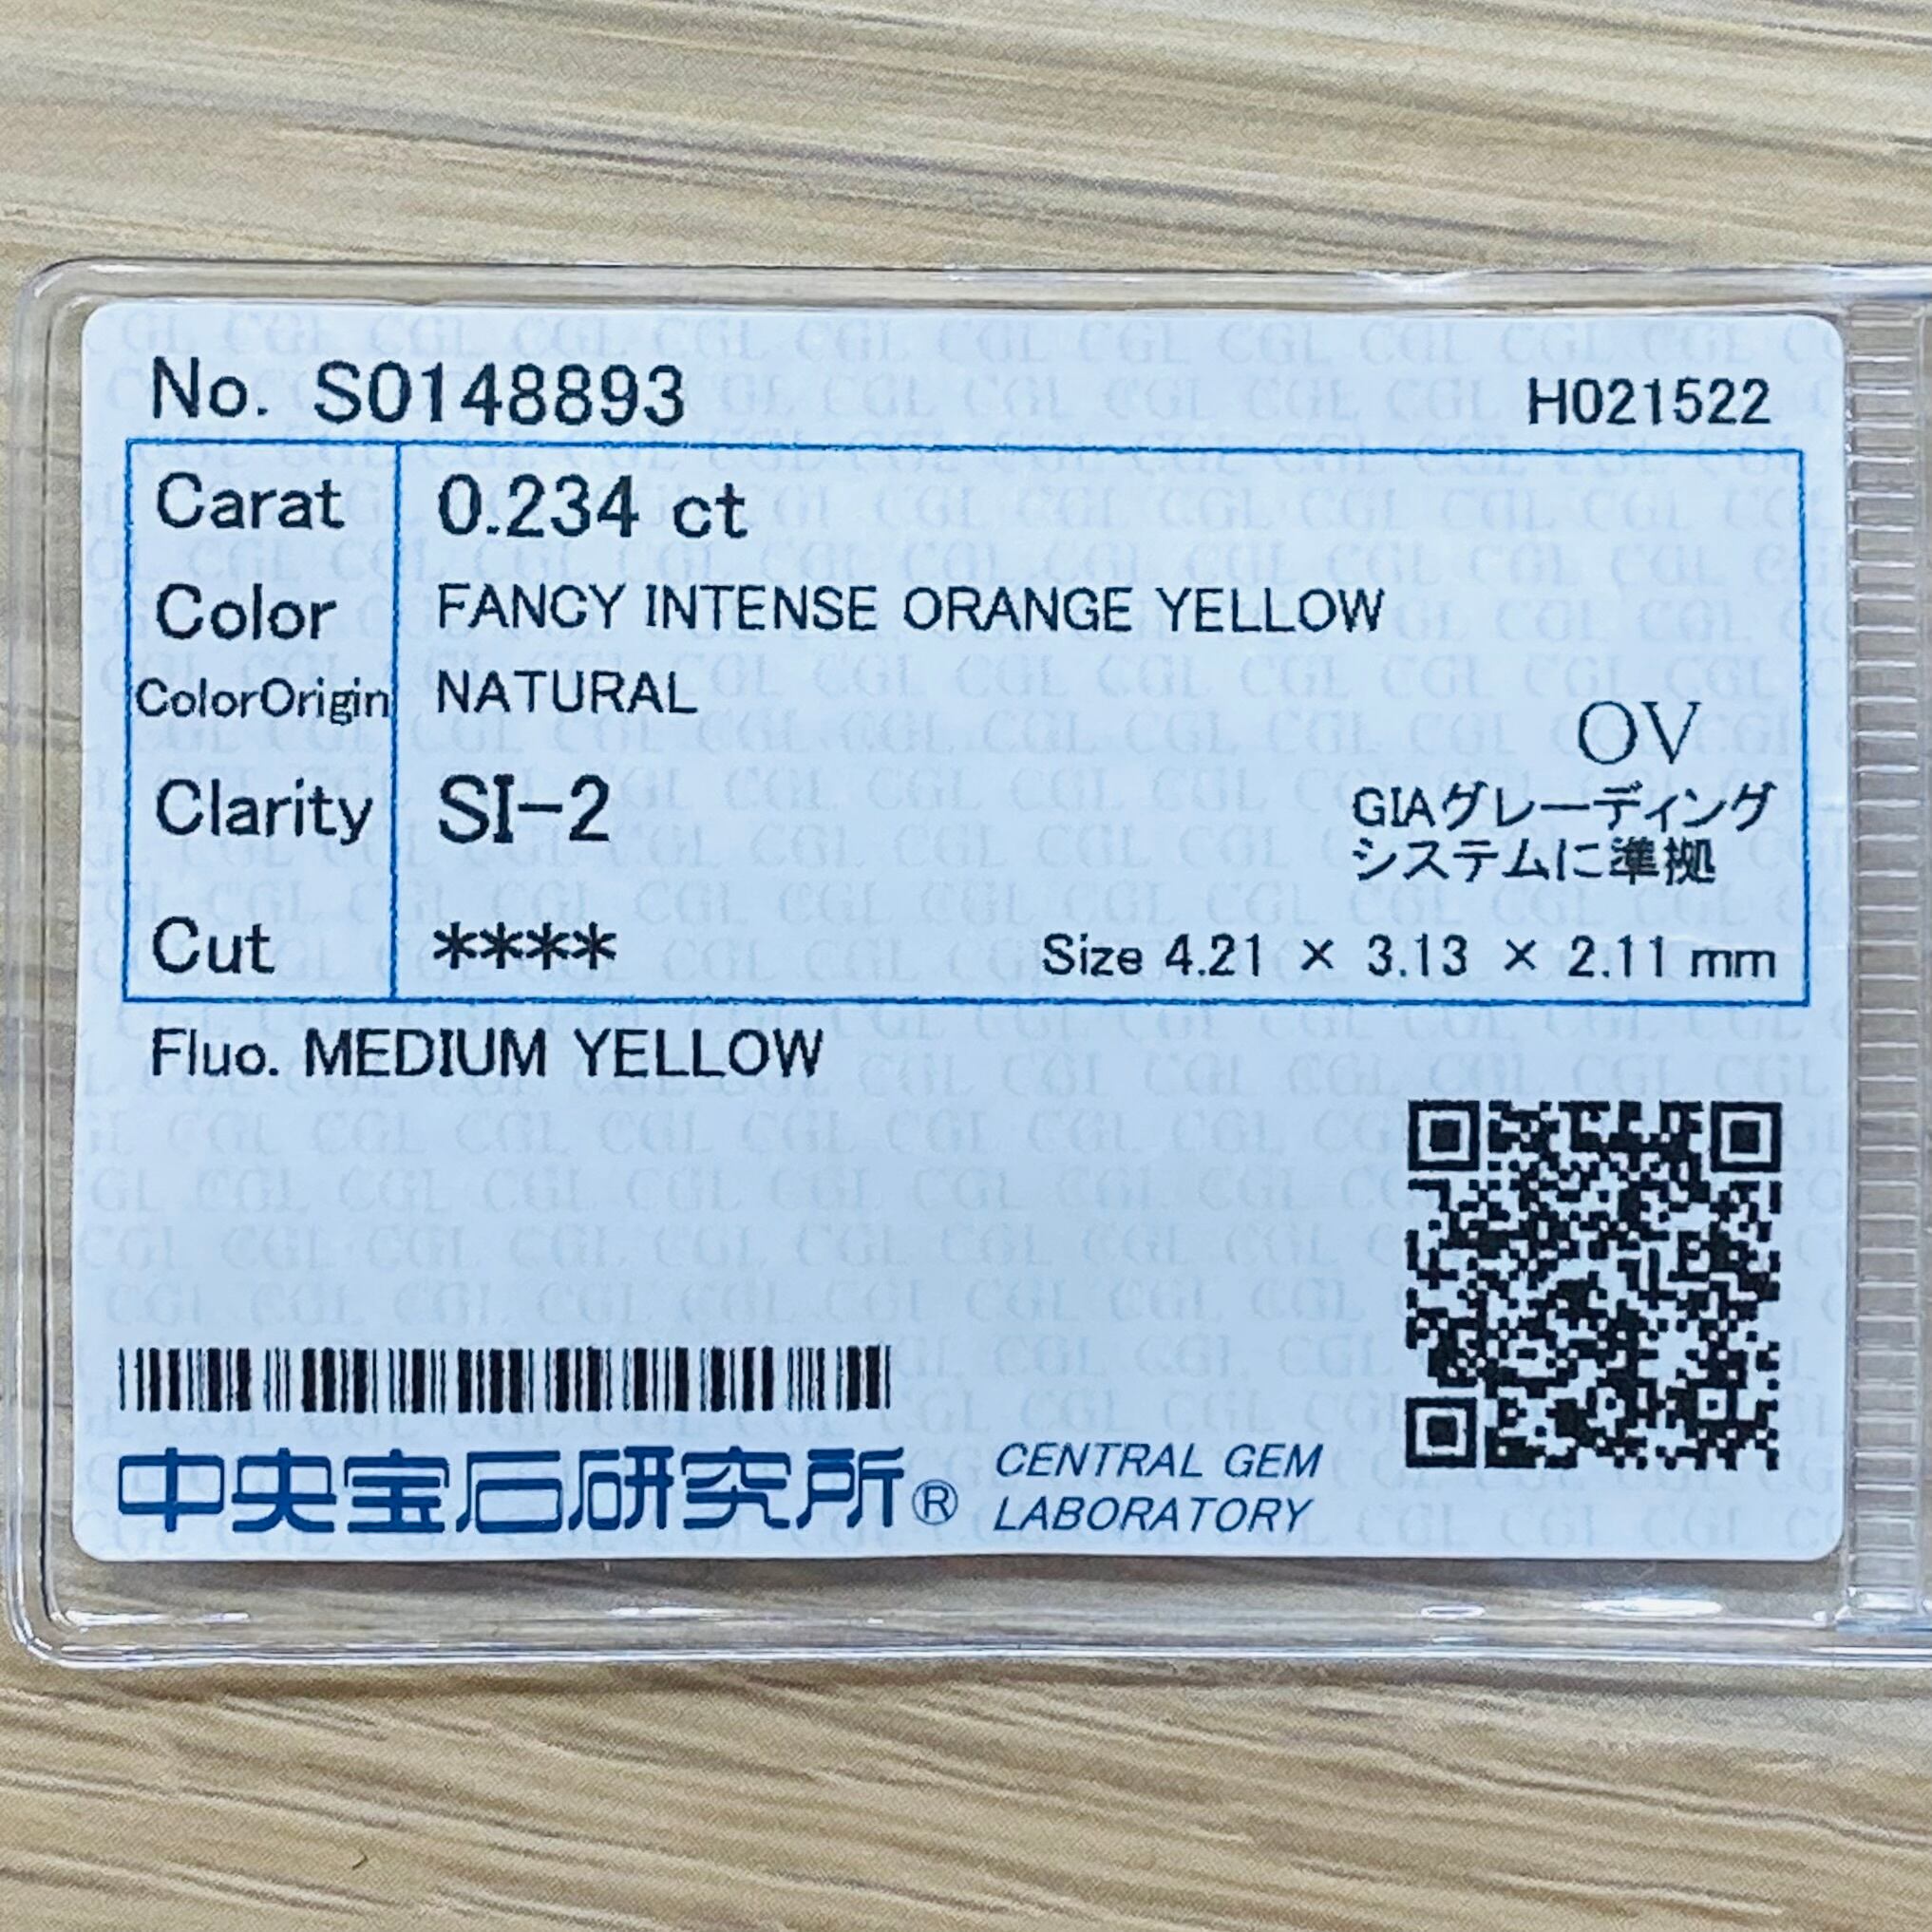 No. S0148893 H021522
Carat 0.234 ct
Color FANCY INTENSE ORANGE YELLOW
ColorOrigin NATURAL
OV
Clarity SI-2
GIAグレーディング
システムに準拠
Cut **** Size 4.21 × 3.13 × 2.11 mm
Fluo. MEDIUM YELLOW
中央宝石研究所® CENTRAL GEM
LABORATORY